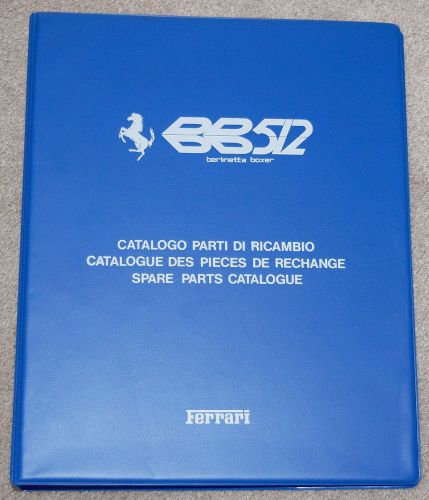 BB512
berlinetta boxer
CATALOGO PARTI DI RICAMBIO
CATALOGUE DES PIECES DE RECHANGE
SPARE PARTS CATALOGUE
Ferrari